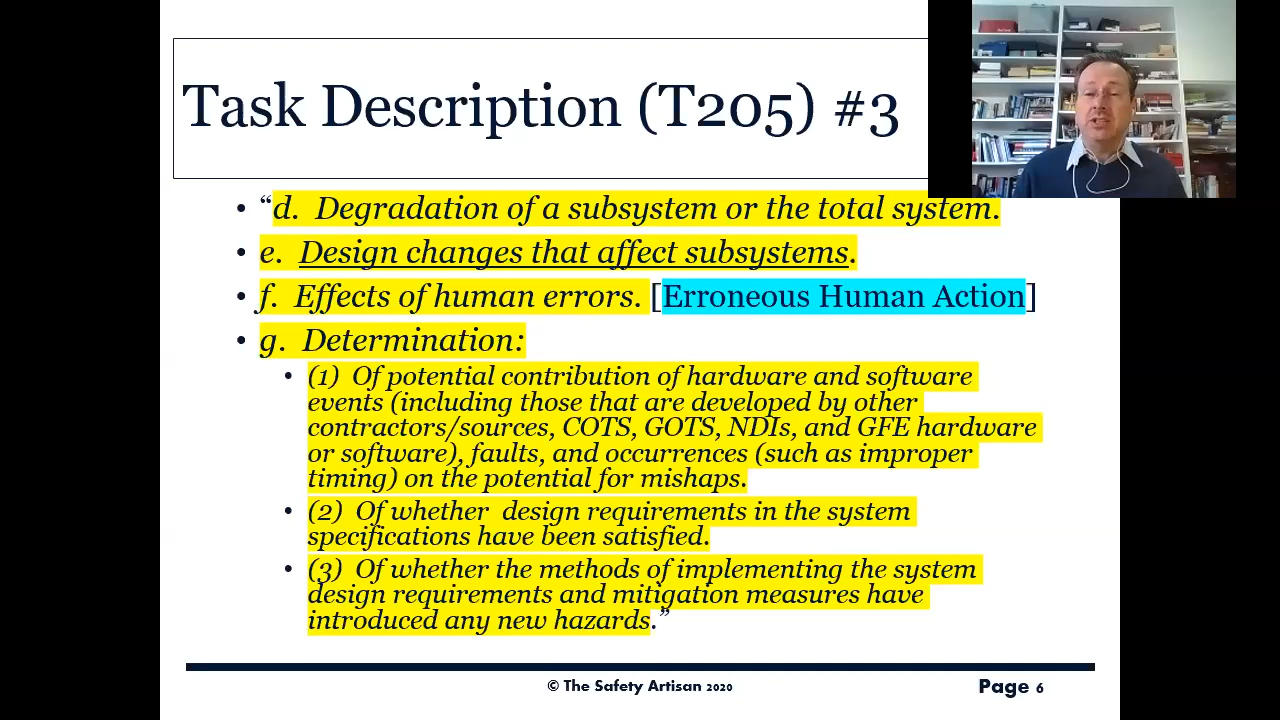 Task Description (T205) #3
• “d. Degradation of a subsystem or the total system.
• e. Design changes that affect subsystems.
• f. Effects of human errors. [Erroneous Human Action]
• g. Determination:
• (1) Of potential contribution of hardware and software
events (including those that are developed by other
contractors/sources, COTS, GOTS, NDIs, and GFE hardware
or software), faults, and occurrences (such as improper
timing) on the potential for mishaps.
• (2) Of whether design requirements in the system
specifications have been satisfied.
• (3) Of whether the methods of implementing the system
design requirements and mitigation measures have
introduced any new hazards.”
© The Safety Artisan 2020
Page 6